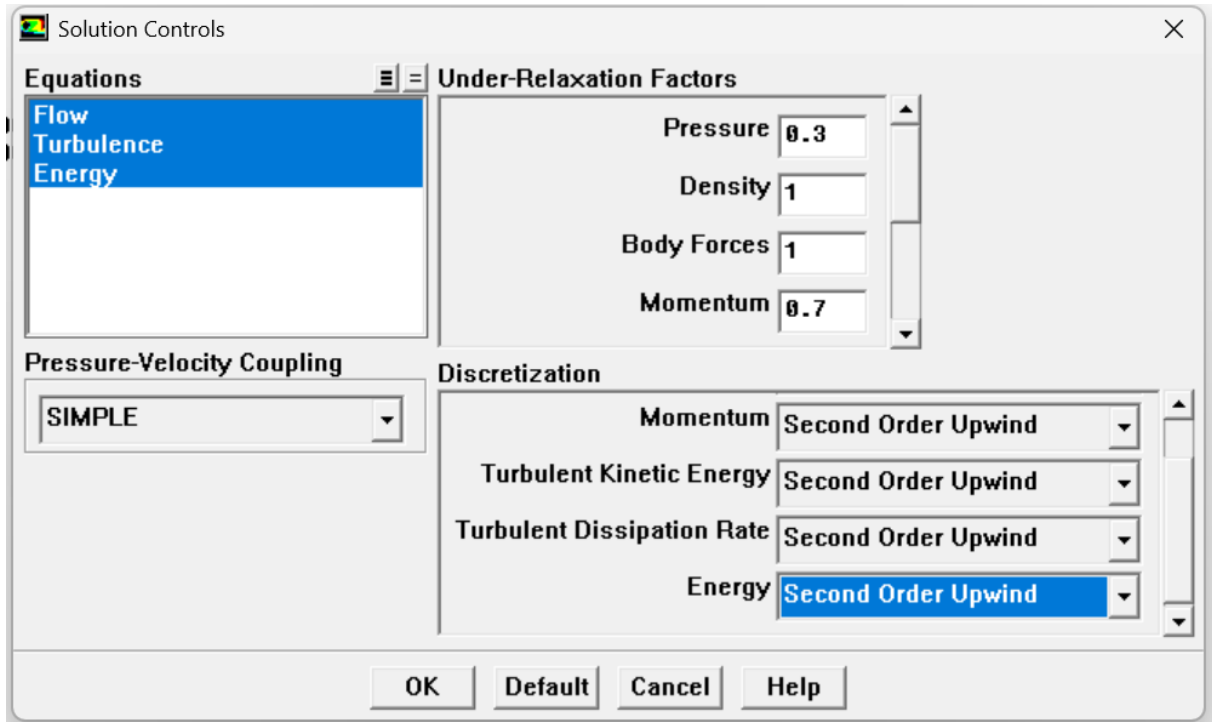 Solution Controls
Equations
Flow
Turbulence
Energy
Under-Relaxation Factors
Pressure 0.3
Density 1
Body Forces 1
Momentum 0.7
Pressure-Velocity Coupling
SIMPLE
Discretization
Momentum Second Order Upwind
Turbulent Kinetic Energy Second Order Upwind
Turbulent Dissipation Rate Second Order Upwind
Energy Second Order Upwind
OK Default Cancel Help